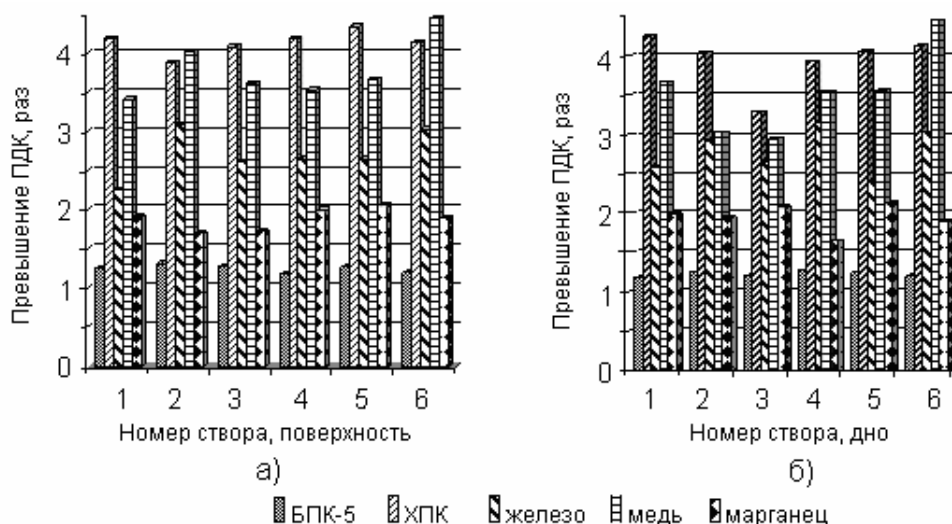 Превышение ПДК, раз
4
3
2
1
0
1 2 3 4 5 6
Номер створа, поверхность
а)
Превышение ПДК, раз
4
3
2
1
0
1 2 3 4 5 6
Номер створа, дно
б)
БПК-5 ХПК железо медь марганец